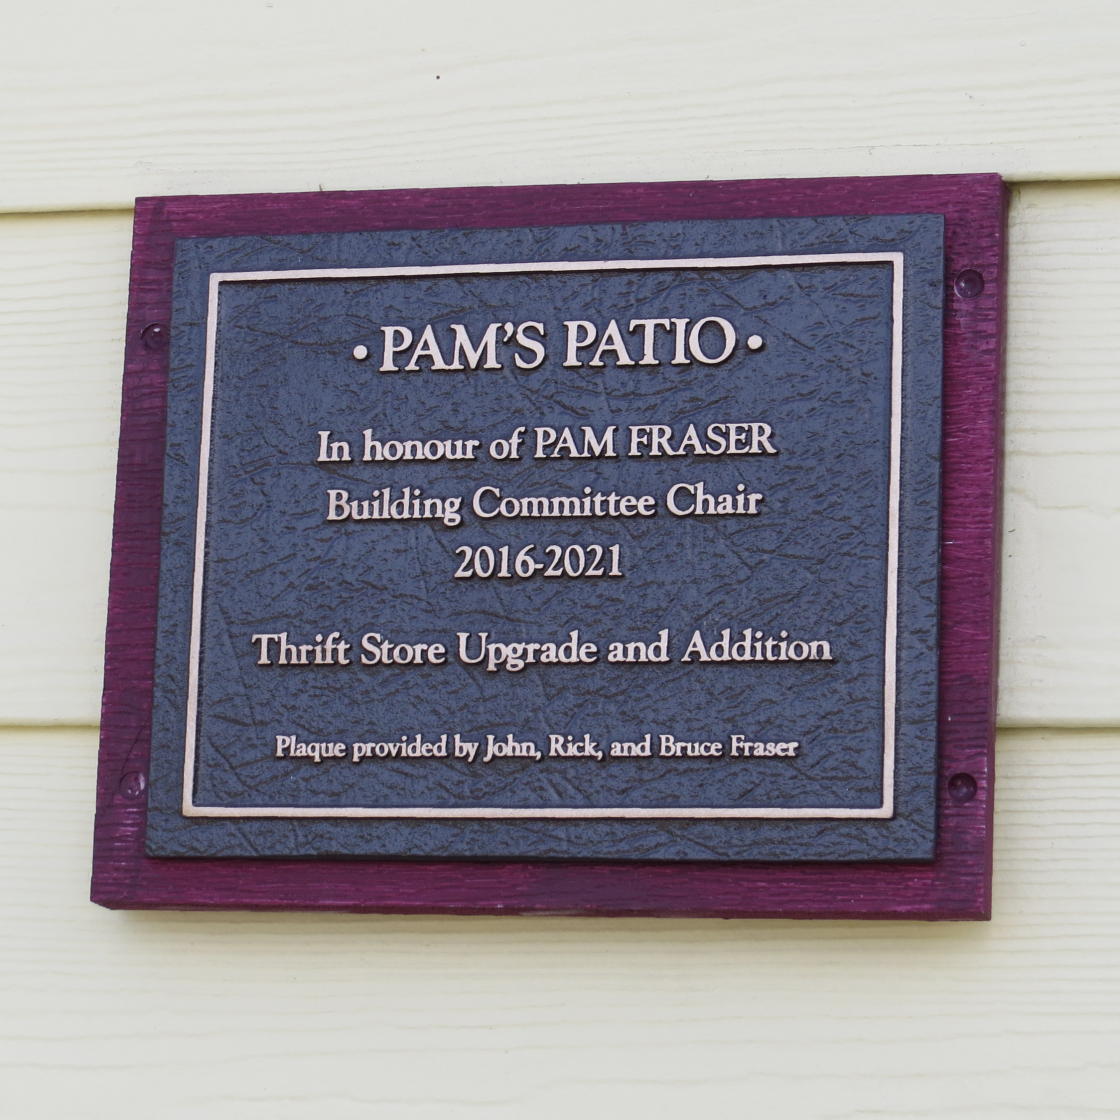 • PAM'S PATIO •
In honour of PAM FRASER
Building Committee Chair
2016-2021
Thrift Store Upgrade and Addition
Plaque provided by John, Rick, and Bruce Fraser